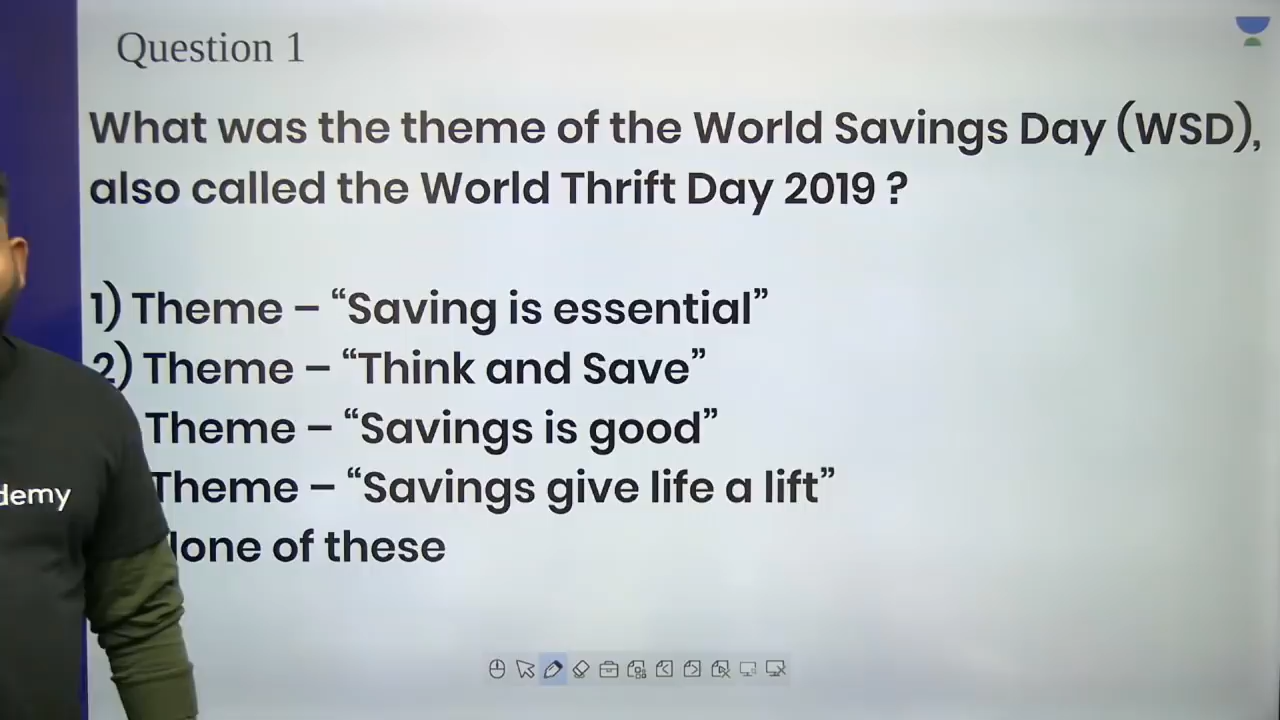 Question 1
What was the theme of the World Savings Day (WSD),
also called the World Thrift Day 2019 ?
1) Theme – “Saving is essential”
2) Theme – “Think and Save”
Theme – “Savings is good”
Theme – “Savings give life a lift”
of these